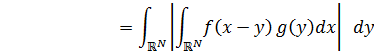 = ∫_{ℝ^N} |∫_{ℝ^N} f(x − y) g(y)dx| dy